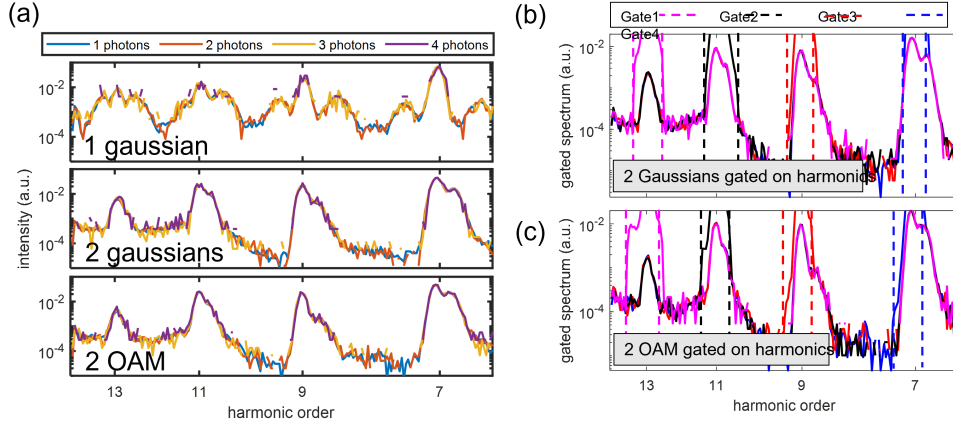 (a)
1 photons 2 photons 3 photons 4 photons
10-2
10-4
1 gaussian
10-2
10-4
2 gaussians
10-2
10-4
2 OAM
intensity (a.u.)
13 11 9 7
harmonic order
(b)
Gate1 Gate2 Gate3
Gate4
10-2
10-4
gated spectrum (a.u.)
2 Gaussians gated on harmonics
(c)
10-2
10-4
gated spectrum (a.u.)
2 OAM gated on harmonics
13 11 9 7
harmonic order